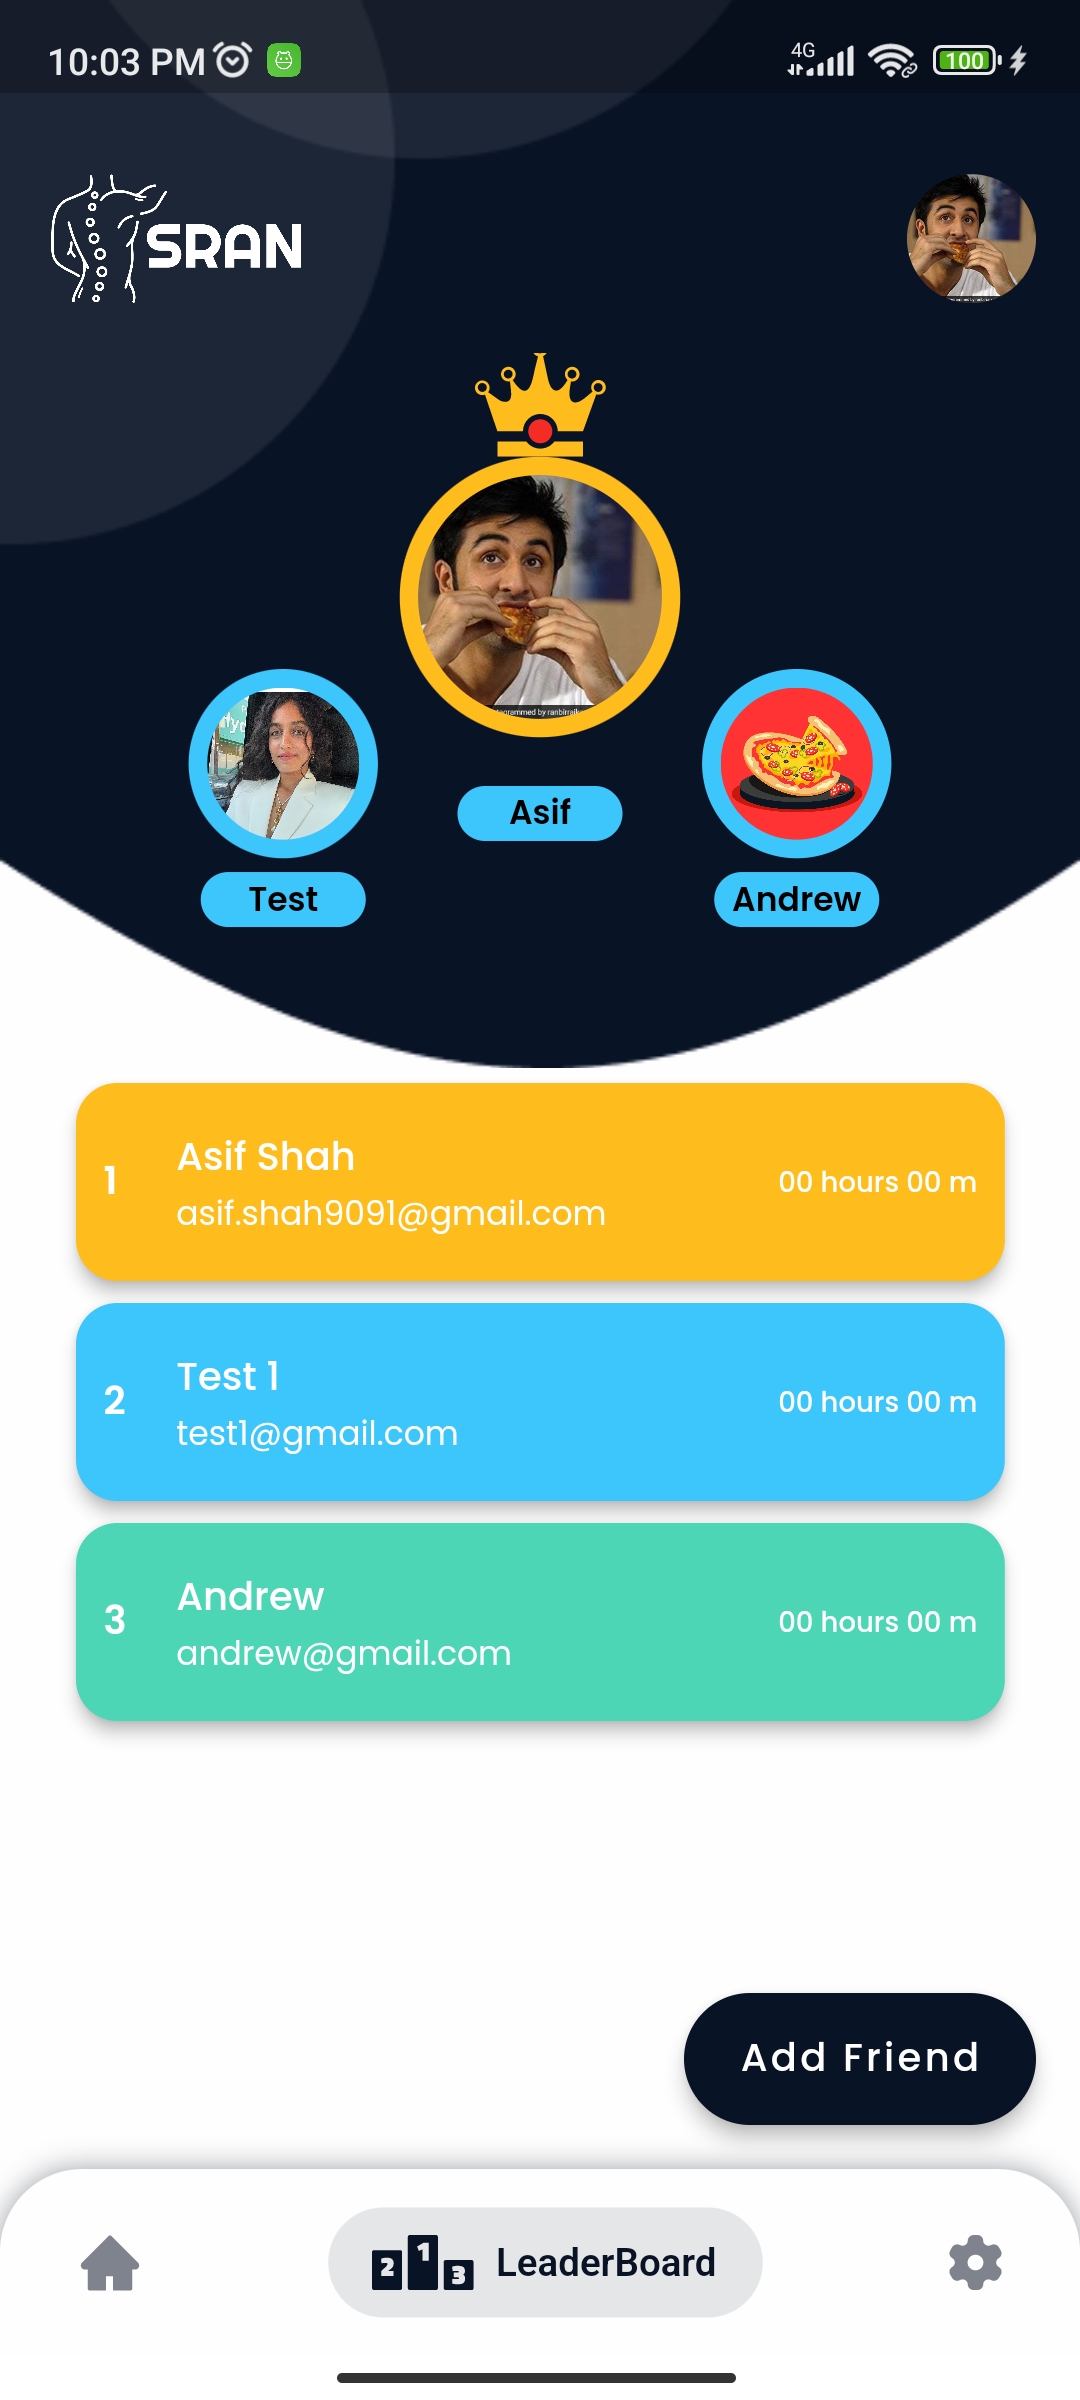 10:03 PM
4G
100
SRAN
Asif
Test
Andrew
1
Asif Shah
asif.shah9091@gmail.com
00 hours 00 m
2
Test 1
test1@gmail.com
00 hours 00 m
3
Andrew
andrew@gmail.com
00 hours 00 m
Add Friend
2 1 3
LeaderBoard